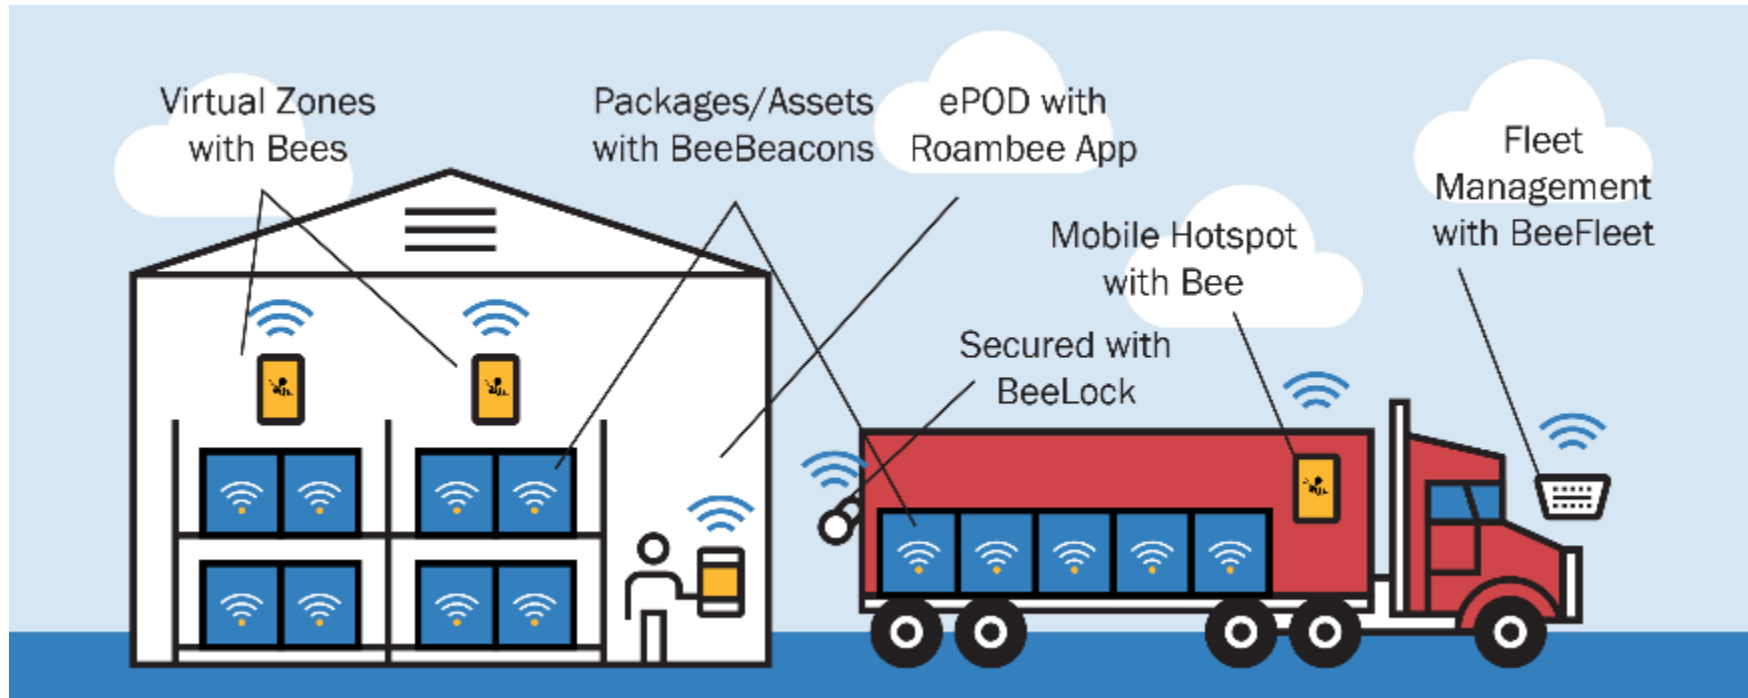 Virtual Zones
with Bees
Packages/Assets
with BeeBeacons
ePOD with
Roambee App
Mobile Hotspot
with Bee
Secured with
BeeLock
Fleet
Management
with BeeFleet